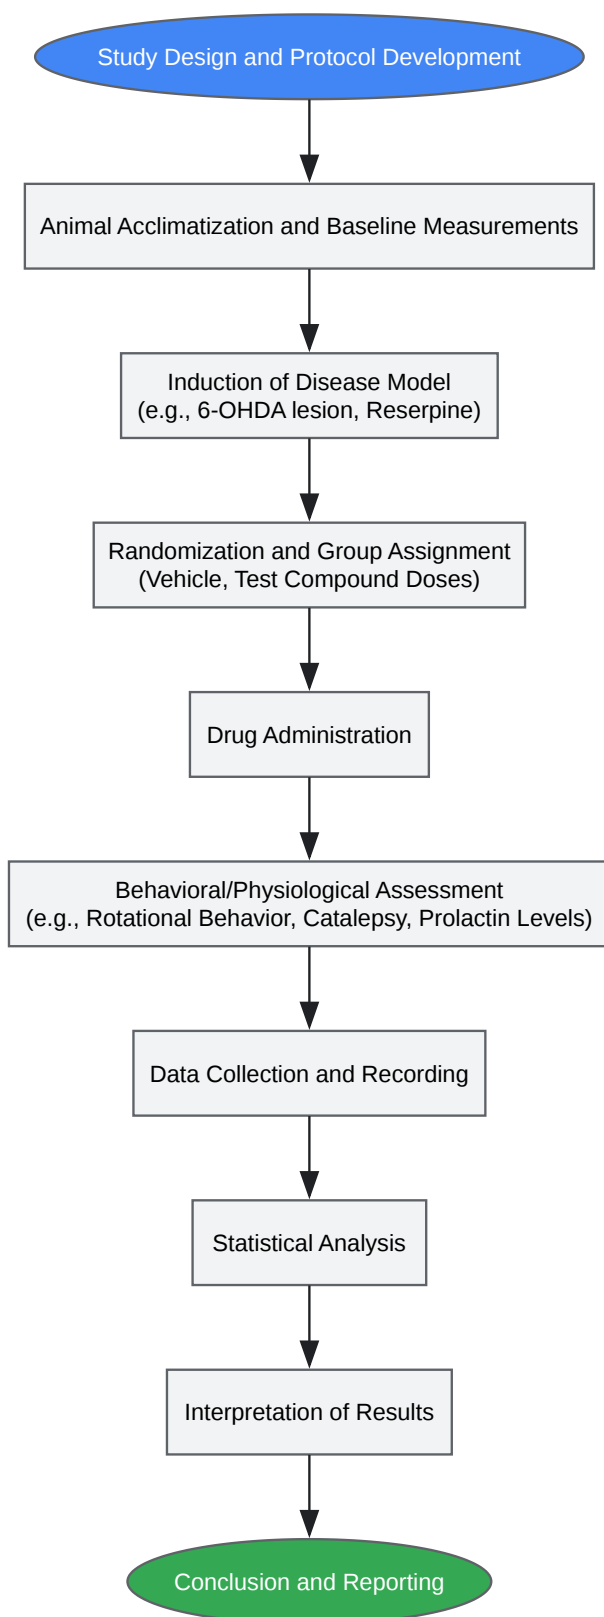 Study Design and Protocol Development
Animal Acclimatization and Baseline Measurements
Induction of Disease Model
(e.g., 6-OHDA lesion, Reserpine)
Randomization and Group Assignment
(Vehicle, Test Compound Doses)
Drug Administration
Behavioral/Physiological Assessment
(e.g., Rotational Behavior, Catalepsy, Prolactin Levels)
Data Collection and Recording
Statistical Analysis
Interpretation of Results
Conclusion and Reporting